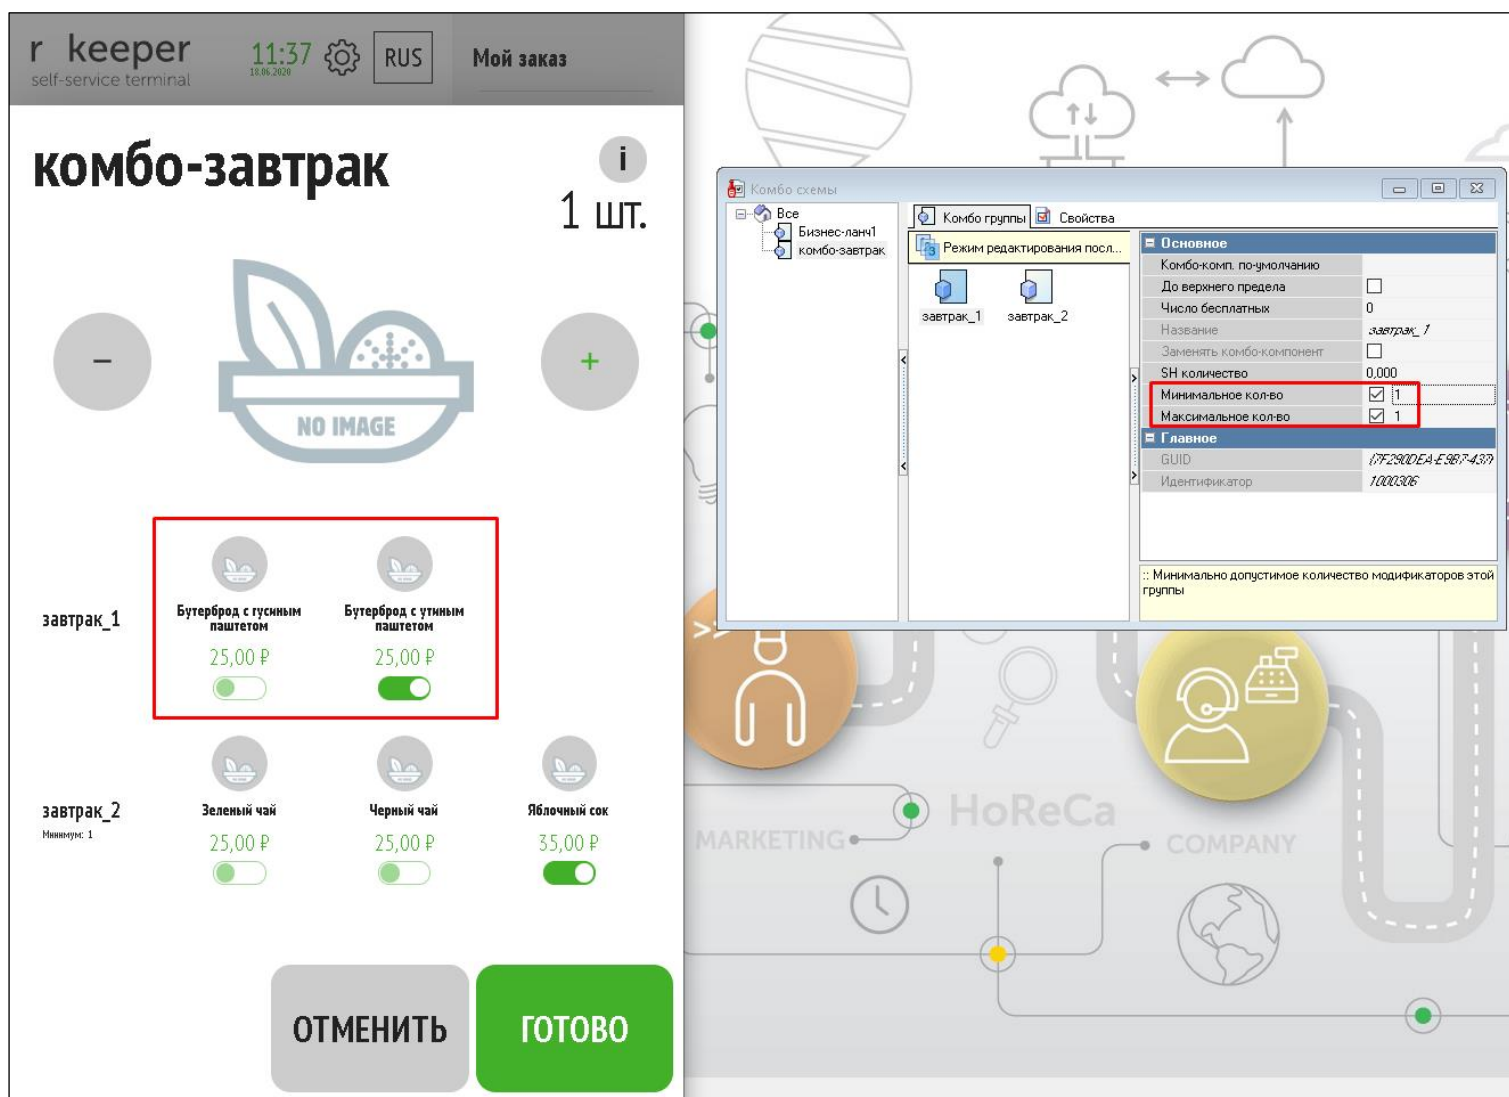 r keeper
self-service terminal
11:37
18.06.2020
RUS
Мой заказ
комбо-завтрак
i
1 шт.
−
+
NO IMAGE
завтрак_1
Бутерброд с гусиным
паштетом
25,00 ₽
Бутерброд с утиным
паштетом
25,00 ₽
завтрак_2
Минимум: 1
Зеленый чай
25,00 ₽
Черный чай
25,00 ₽
Яблочный сок
35,00 ₽
ОТМЕНИТЬ
ГОТОВО
Комбо схемы
Все
Бизнес-ланч1
комбо-завтрак
Комбо группы
Свойства
Режим редактирования посл...
завтрак_1
завтрак_2
Основное
Комбо-комп. по-умолчанию
До верхнего предела
Число бесплатных 0
Название завтрак_1
Заменять комбо-компонент
SH количество 0,000
Минимальное кол-во 1
Максимальное кол-во 1
Главное
GUID {7F290DEA-E9B7-437
Идентификатор 1000306
:: Минимально допустимое количество модификаторов этой
группы
HoReCa
MARKETING
COMPANY